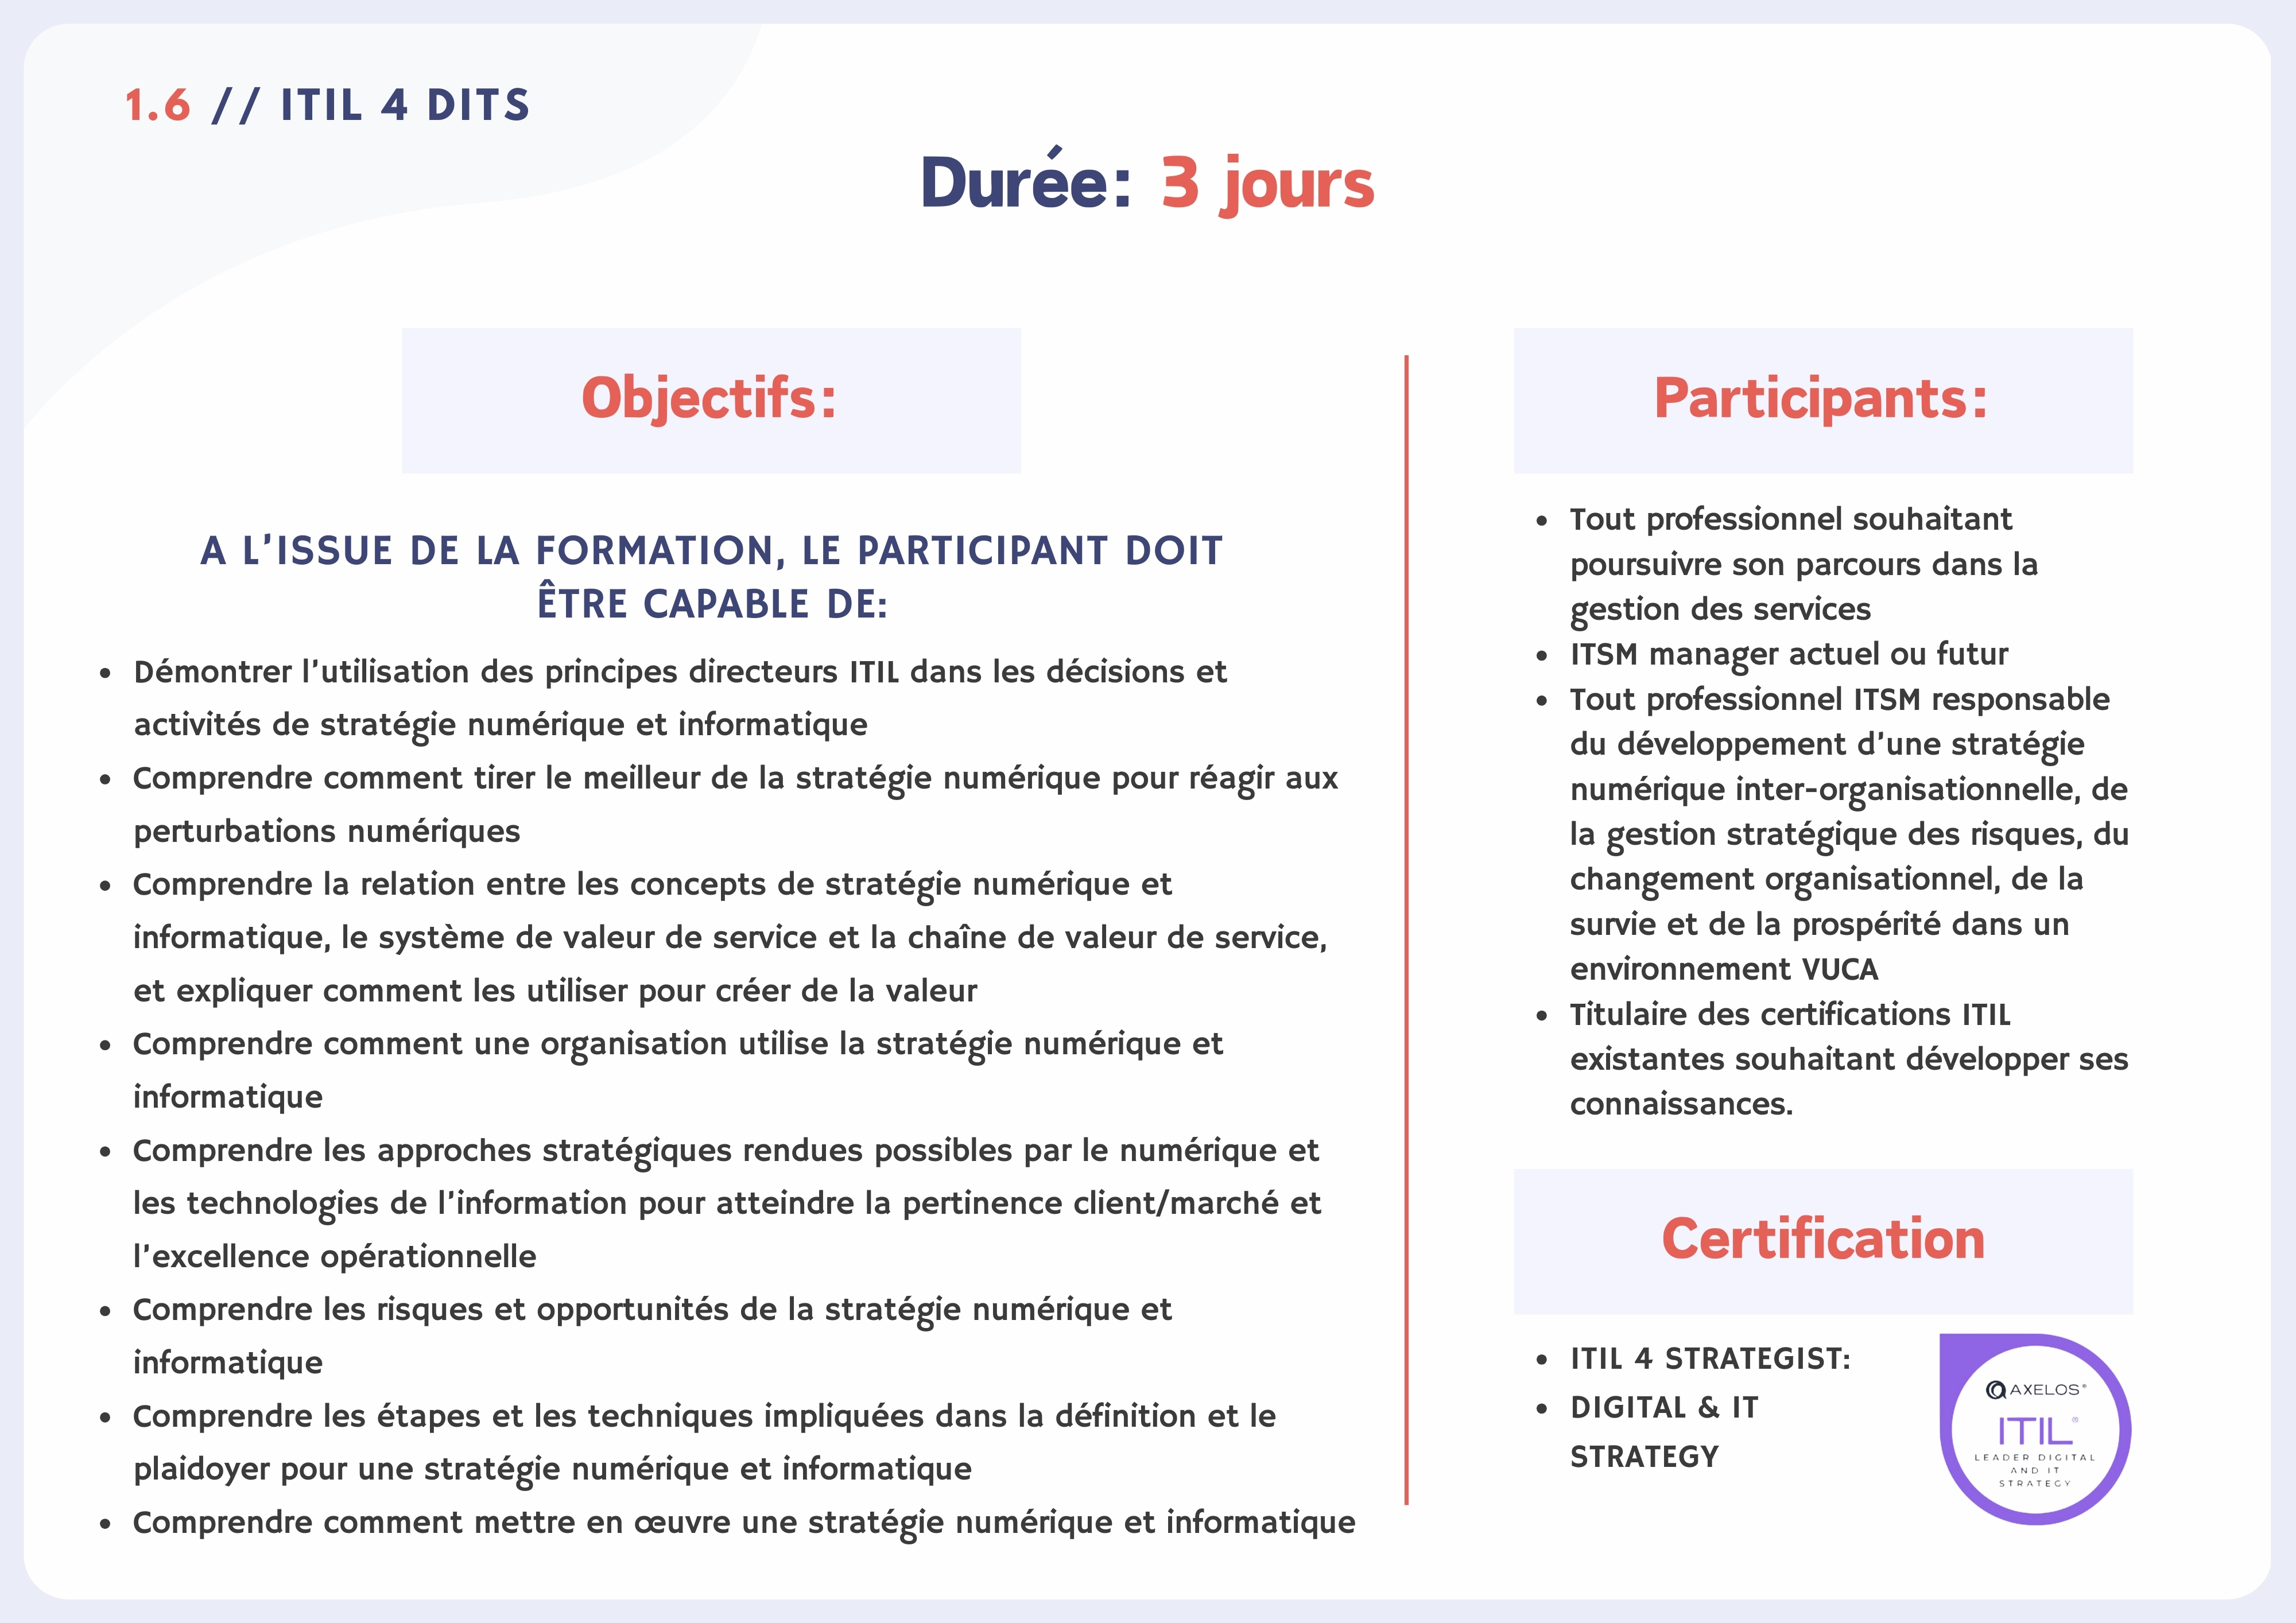 1.6 // ITIL 4 DITS
Durée: 3 jours
Objectifs:
A L'ISSUE DE LA FORMATION, LE PARTICIPANT DOIT
ÊTRE CAPABLE DE:
• Démontrer l'utilisation des principes directeurs ITIL dans les décisions et
activités de stratégie numérique et informatique
• Comprendre comment tirer le meilleur de la stratégie numérique pour réagir aux
perturbations numériques
• Comprendre la relation entre les concepts de stratégie numérique et
informatique, le système de valeur de service et la chaîne de valeur de service,
et expliquer comment les utiliser pour créer de la valeur
• Comprendre comment une organisation utilise la stratégie numérique et
informatique
• Comprendre les approches stratégiques rendues possibles par le numérique et
les technologies de l'information pour atteindre la pertinence client/marché et
l'excellence opérationnelle
• Comprendre les risques et opportunités de la stratégie numérique et
informatique
• Comprendre les étapes et les techniques impliquées dans la définition et le
plaidoyer pour une stratégie numérique et informatique
• Comprendre comment mettre en œuvre une stratégie numérique et informatique
Participants:
• Tout professionnel souhaitant
poursuivre son parcours dans la
gestion des services
• ITSM manager actuel ou futur
• Tout professionnel ITSM responsable
du développement d'une stratégie
numérique inter-organisationnelle, de
la gestion stratégique des risques, du
changement organisationnel, de la
survie et de la prospérité dans un
environnement VUCA
• Titulaire des certifications ITIL
existantes souhaitant développer ses
connaissances.
Certification
• ITIL 4 STRATEGIST:
• DIGITAL & IT
STRATEGY
AXELOS®
ITIL®
LEADER DIGITAL
AND IT
STRATEGY